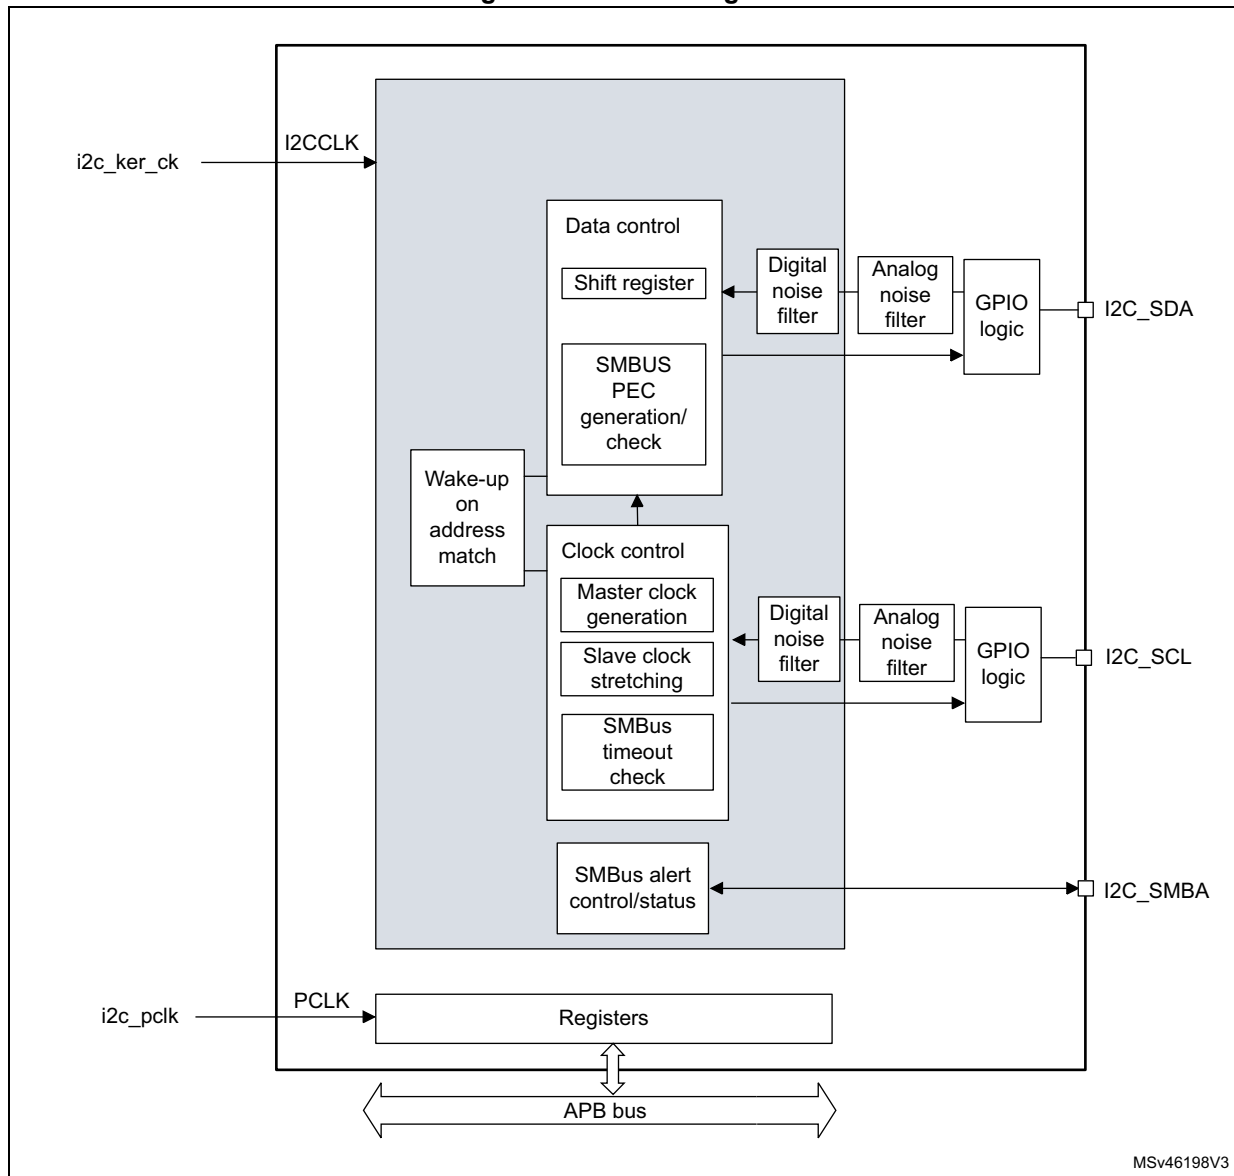 I2CCLK
i2c_ker_ck
Data control
Shift register
SMBUS
PEC
generation/
check
Digital
noise
filter
Analog
noise
filter
GPIO
logic
I2C_SDA
Wake-up
on
address
match
Clock control
Master clock
generation
Slave clock
stretching
SMBus
timeout
check
Digital
noise
filter
Analog
noise
filter
GPIO
logic
I2C_SCL
SMBus alert
control/status
I2C_SMBA
PCLK
i2c_pclk
Registers
APB bus
MSv46198V3